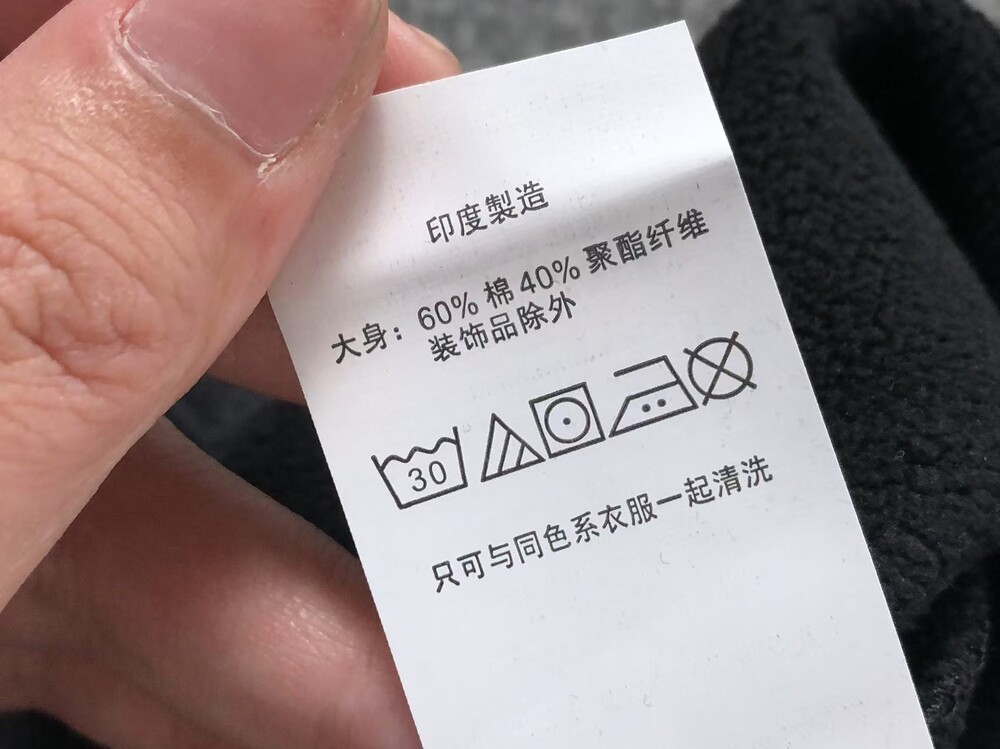 印度製造
大身：60% 棉 40% 聚酯纤维
装饰品除外
30
只可与同色系衣服一起清洗